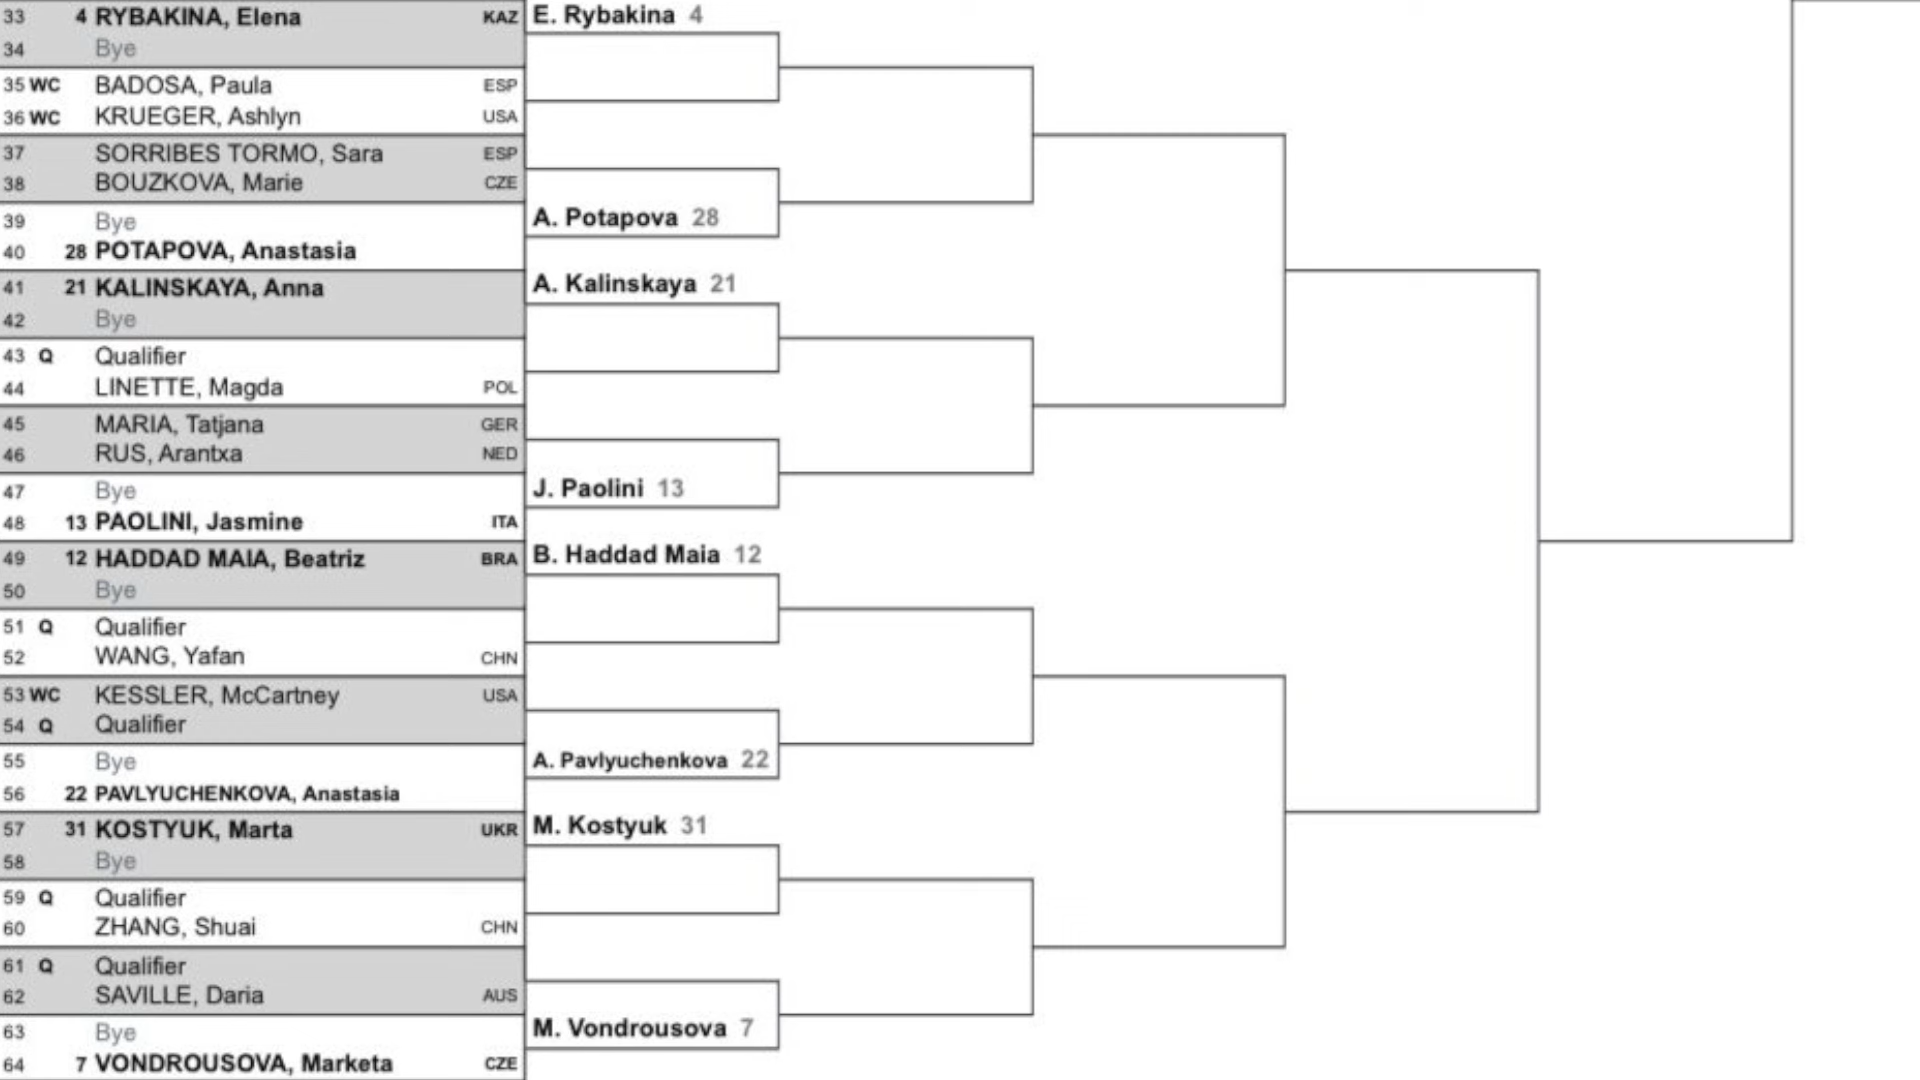 33 4 RYBAKINA, Elena KAZ E. Rybakina 4
34 Bye
35 WC BADOSA, Paula ESP
36 WC KRUEGER, Ashlyn USA
37 SORRIBES TORMO, Sara ESP
38 BOUZKOVA, Marie CZE
39 Bye A. Potapova 28
40 28 POTAPOVA, Anastasia
41 21 KALINSKAYA, Anna A. Kalinskaya 21
42 Bye
43 Q Qualifier
44 LINETTE, Magda POL
45 MARIA, Tatjana GER
46 RUS, Arantxa NED
47 Bye J. Paolini 13
48 13 PAOLINI, Jasmine ITA
49 12 HADDAD MAIA, Beatriz BRA B. Haddad Maia 12
50 Bye
51 Q Qualifier
52 WANG, Yafan CHN
53 WC KESSLER, McCartney USA
54 Q Qualifier
55 Bye A. Pavlyuchenkova 22
56 22 PAVLYUCHENKOVA, Anastasia
57 31 KOSTYUK, Marta UKR M. Kostyuk 31
58 Bye
59 Q Qualifier
60 ZHANG, Shuai CHN
61 Q Qualifier
62 SAVILLE, Daria AUS
63 Bye M. Vondrousova 7
64 7 VONDROUSOVA, Marketa CZE